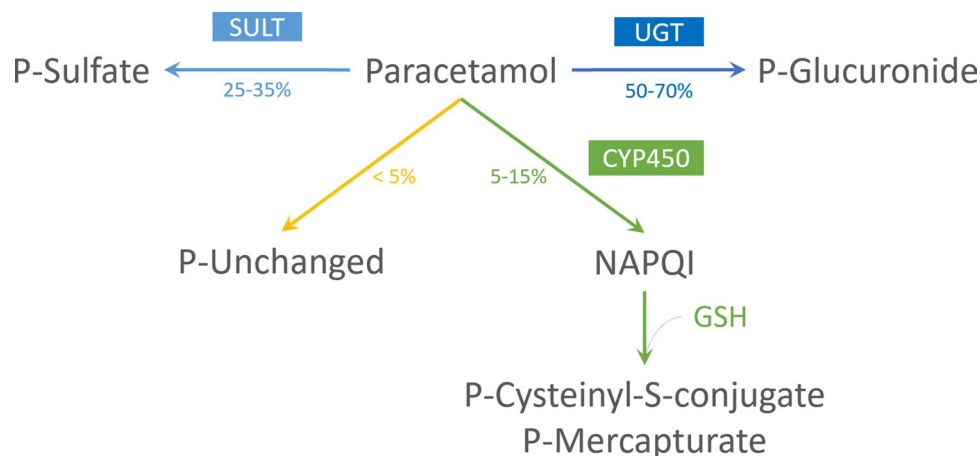 SULT
UGT
P-Sulfate
Paracetamol
P-Glucuronide
25-35%
50-70%
CYP450
< 5%
5-15%
P-Unchanged
NAPQI
GSH
P-Cysteinyl-S-conjugate
P-Mercapturate